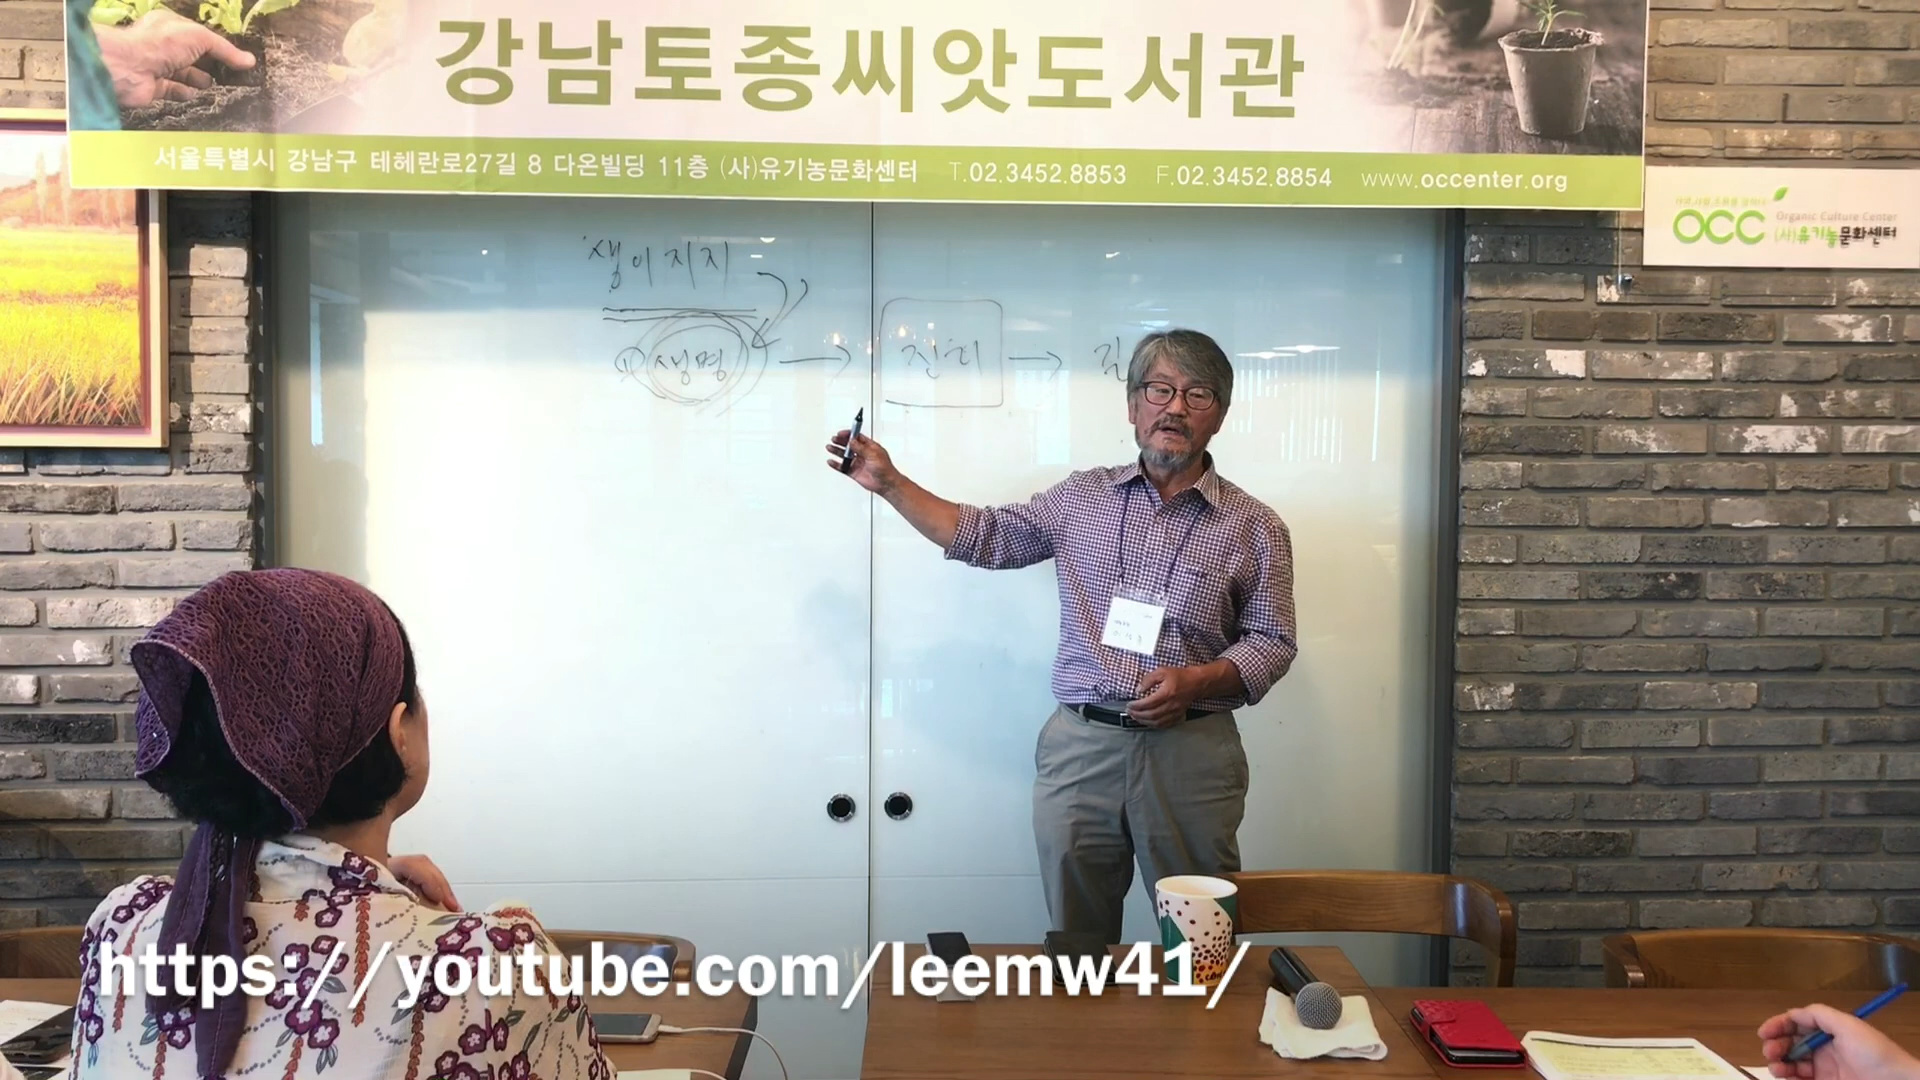 강남토종씨앗도서관
서울특별시 강남구 테헤란로27길 8 다온빌딩 11층 (사)유기농문화센터 T.02.3452.8853 F.02.3452.8854 www.occenter.org
OCC
Organic Culture Center
(사)유기농문화센터
생이지지
생명 → 진리 →
https://youtube.com/leemw41/